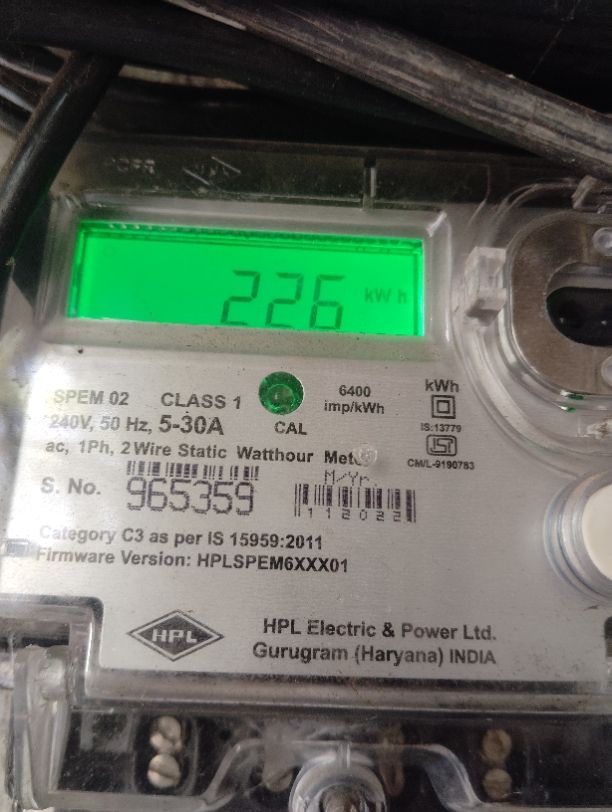 226 kW h
SPEM 02 CLASS 1 6400 kWh
240V, 50 Hz, 5-30A CAL imp/kWh
IS:13779
ac, 1Ph, 2 Wire Static Watthour Meter
ISI
CM/L-9190783
M/Yr.
S. No. 965359 112022
Category C3 as per IS 15959:2011
Firmware Version: HPLSPEM6XXX01
HPL HPL Electric & Power Ltd.
Gurugram (Haryana) INDIA